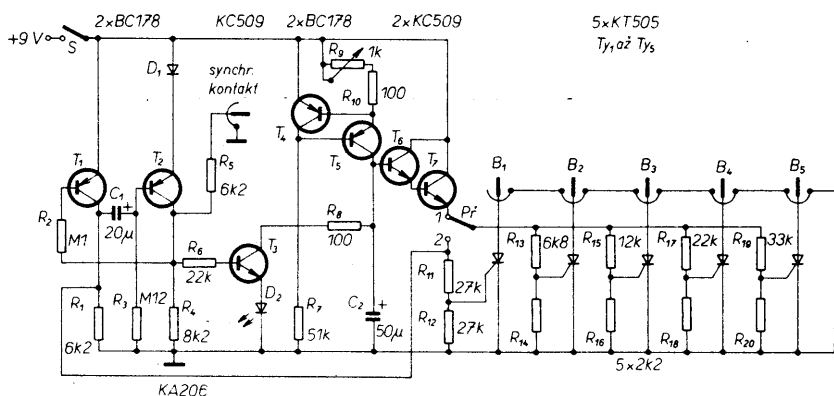 2×BC178 KC509 2×BC178 2×KC509 5×KT505
Ty₁ až Ty₅
+9 V
S
D₁
synchr.
kontakt
R₉ 1k
R₁₀ 100
T₁
T₂
T₄
T₅
T₆
T₇
B₁ B₂ B₃ B₄ B₅
R₅
6k2
C₁ +
20μ
R₂
M1
R₆
22k
T₃
R₈
100
1
Př
2
R₁₁
27k
R₁₂
27k
R₁₃
6k8
R₁₅
12k
R₁₇
22k
R₁₉
33k
D₂
R₁
6k2
R₃
M12
R₄
8k2
R₇
51k
C₂ +
50μ
R₁₄ R₁₆ R₁₈ R₂₀
5×2k2
KA206